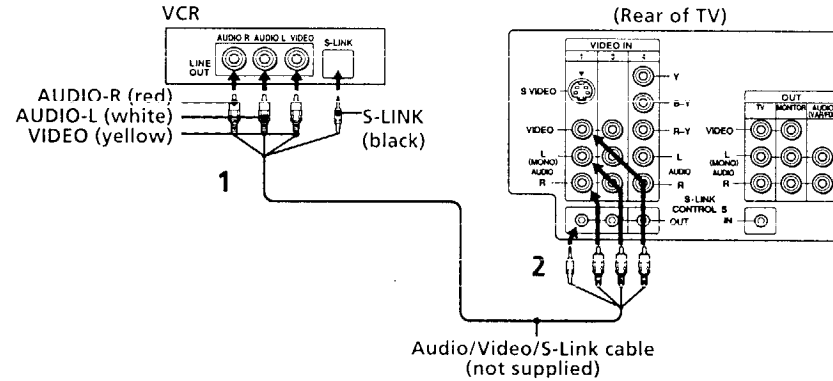 VCR
AUDIO R AUDIO L VIDEO
S-LINK
LINE
OUT
AUDIO-R (red)
AUDIO-L (white)
VIDEO (yellow)
S-LINK
(black)
1
(Rear of TV)
VIDEO IN
1 3 4
S VIDEO
Y
B-Y
VIDEO
R-Y
L
(MONO)
AUDIO
R
L
AUDIO
R
S-LINK
CONTROL S
OUT
IN
OUT
TV
MONITOR
AUDIO
VIDEO
L
(MONO)
AUDIO
R
2
Audio/Video/S-Link cable
(not supplied)